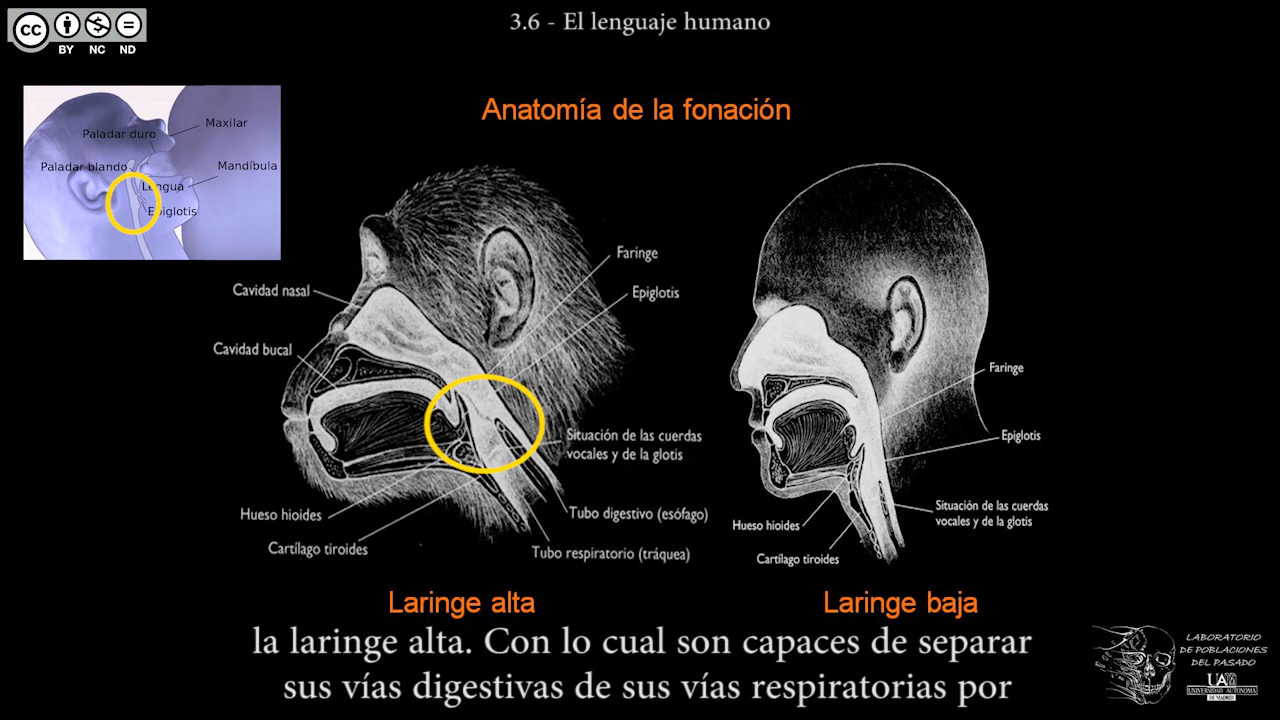 cc
BY NC ND
3.6 - El lenguaje humano
Anatomía de la fonación
Paladar duro
Maxilar
Paladar blando
Mandíbula
Lengua
Epiglotis
Cavidad nasal
Cavidad bucal
Faringe
Epiglotis
Situación de las cuerdas
vocales y de la glotis
Hueso hioides
Tubo digestivo (esófago)
Cartílago tiroides
Tubo respiratorio (tráquea)
Faringe
Epiglotis
Situación de las cuerdas
vocales y de la glotis
Hueso hioides
Cartílago tiroides
Laringe alta
Laringe baja
la laringe alta. Con lo cual son capaces de separar
sus vías digestivas de sus vías respiratorias por
LABORATORIO
DE POBLACIONES
DEL PASADO
UAM
UNIVERSIDAD AUTONOMA
DE MADRID